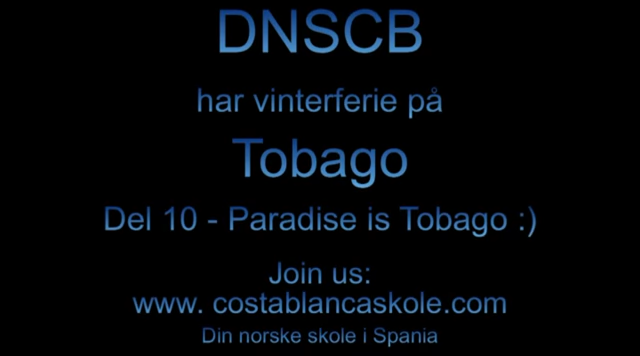 DNSCB
har vinterferie på
Tobago
Del 10 - Paradise is Tobago :)
Join us:
www. costablancaskole.com
Din norske skole i Spania